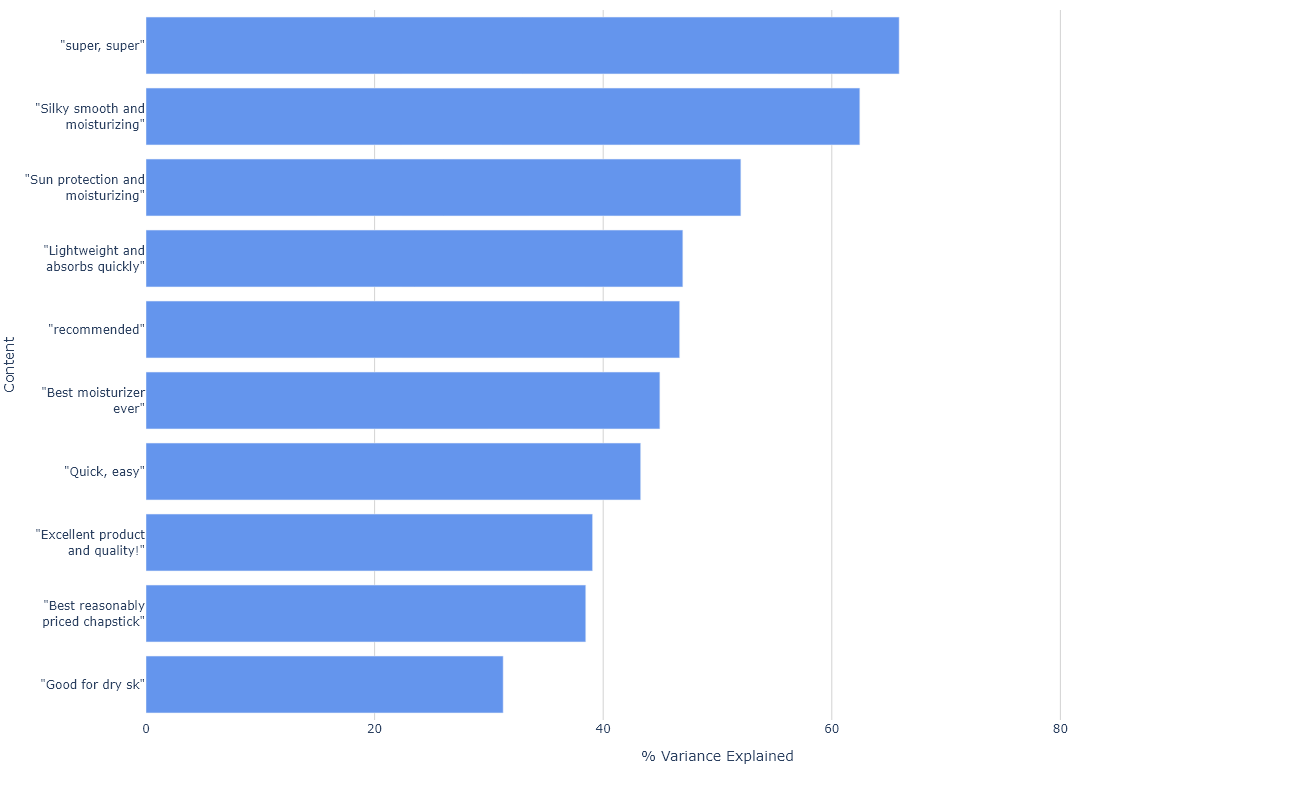 "super, super"
"Silky smooth and
moisturizing"
"Sun protection and
moisturizing"
"Lightweight and
absorbs quickly"
"recommended"
"Best moisturizer
ever"
"Quick, easy"
"Excellent product
and quality!"
"Best reasonably
priced chapstick"
"Good for dry sk"
Content
0 20 40 60 80
% Variance Explained